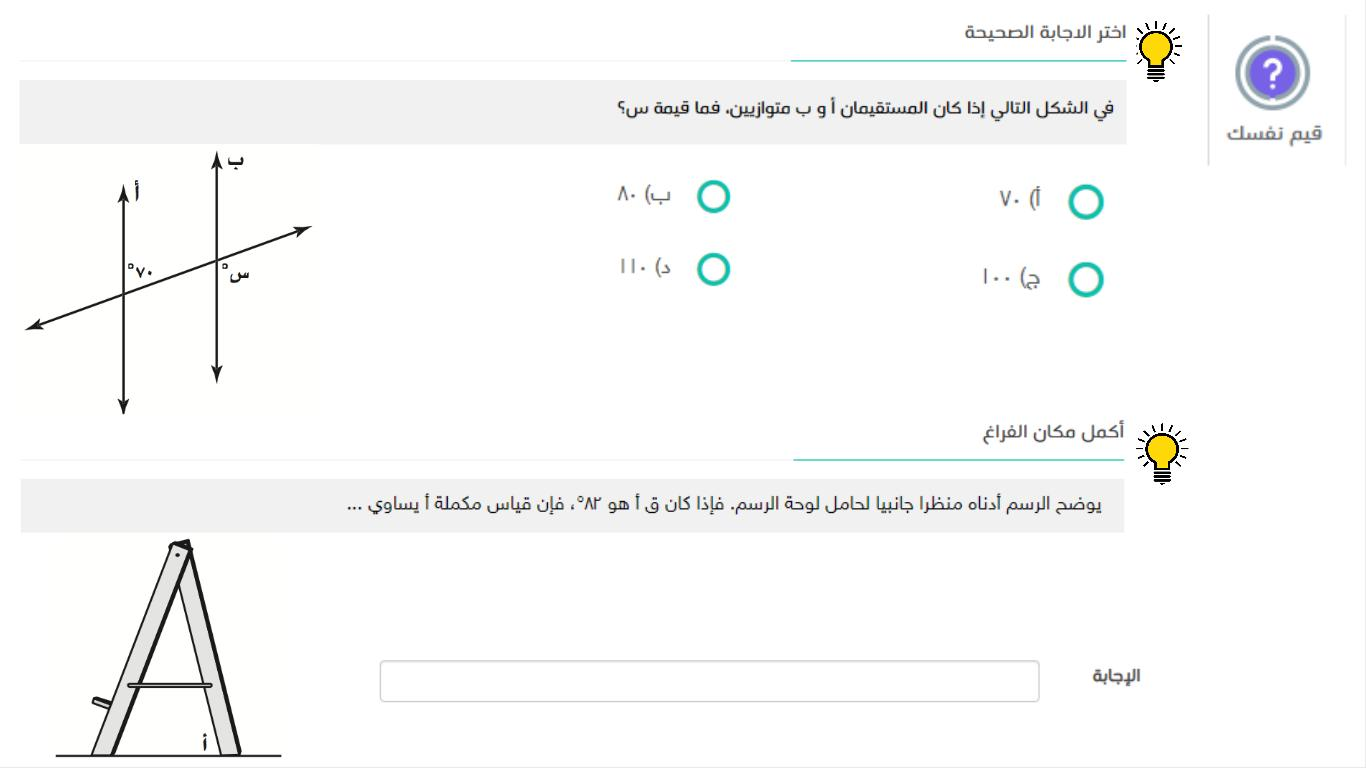 اختر الاجابة الصحيحة
قيم نفسك
في الشكل التالي إذا كان المستقيمان أ و ب متوازيين، فما قيمة س؟
أ) ٧٠
ب) ٨٠
ج) ١٠٠
د) ١١٠
ب
أ
٧٠°
س°
أكمل مكان الفراغ
يوضح الرسم أدناه منظرا جانبيا لحامل لوحة الرسم. فإذا كان ق أ هو ٨٢°، فإن قياس مكملة أ يساوي ...
الإجابة
أ